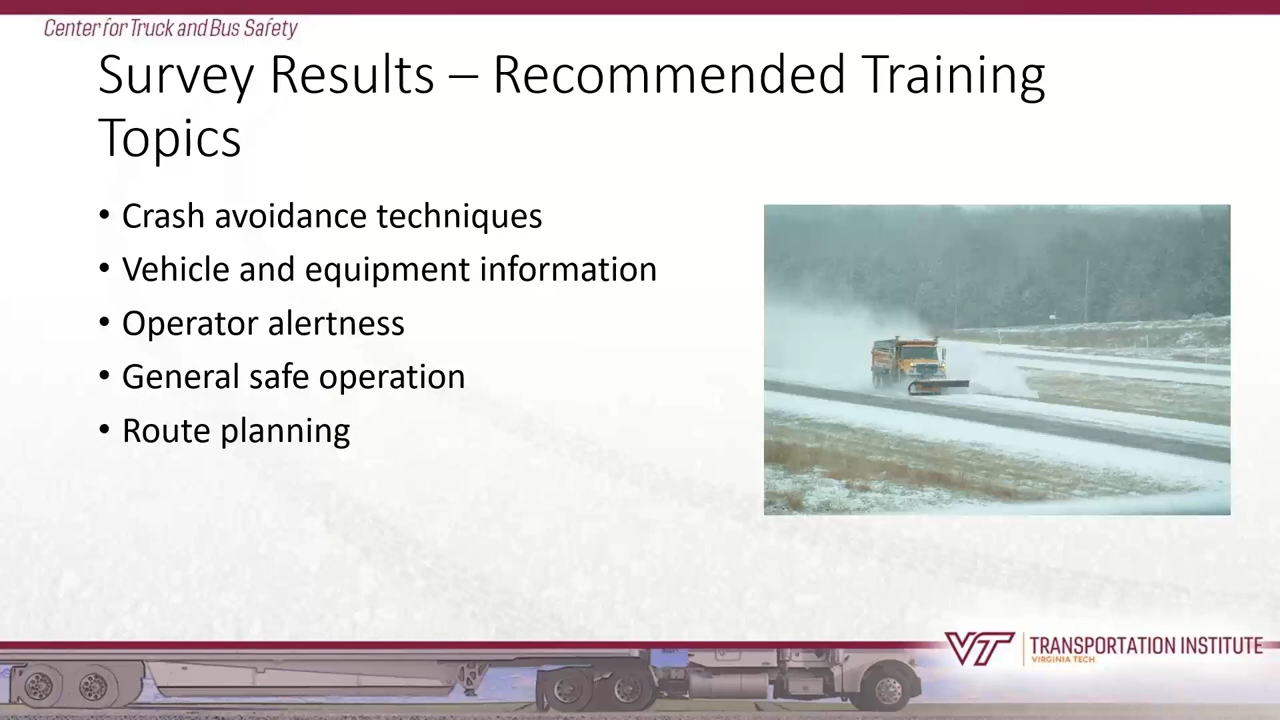 Center for Truck and Bus Safety
Survey Results – Recommended Training
Topics
• Crash avoidance techniques
• Vehicle and equipment information
• Operator alertness
• General safe operation
• Route planning
VT TRANSPORTATION INSTITUTE
VIRGINIA TECH